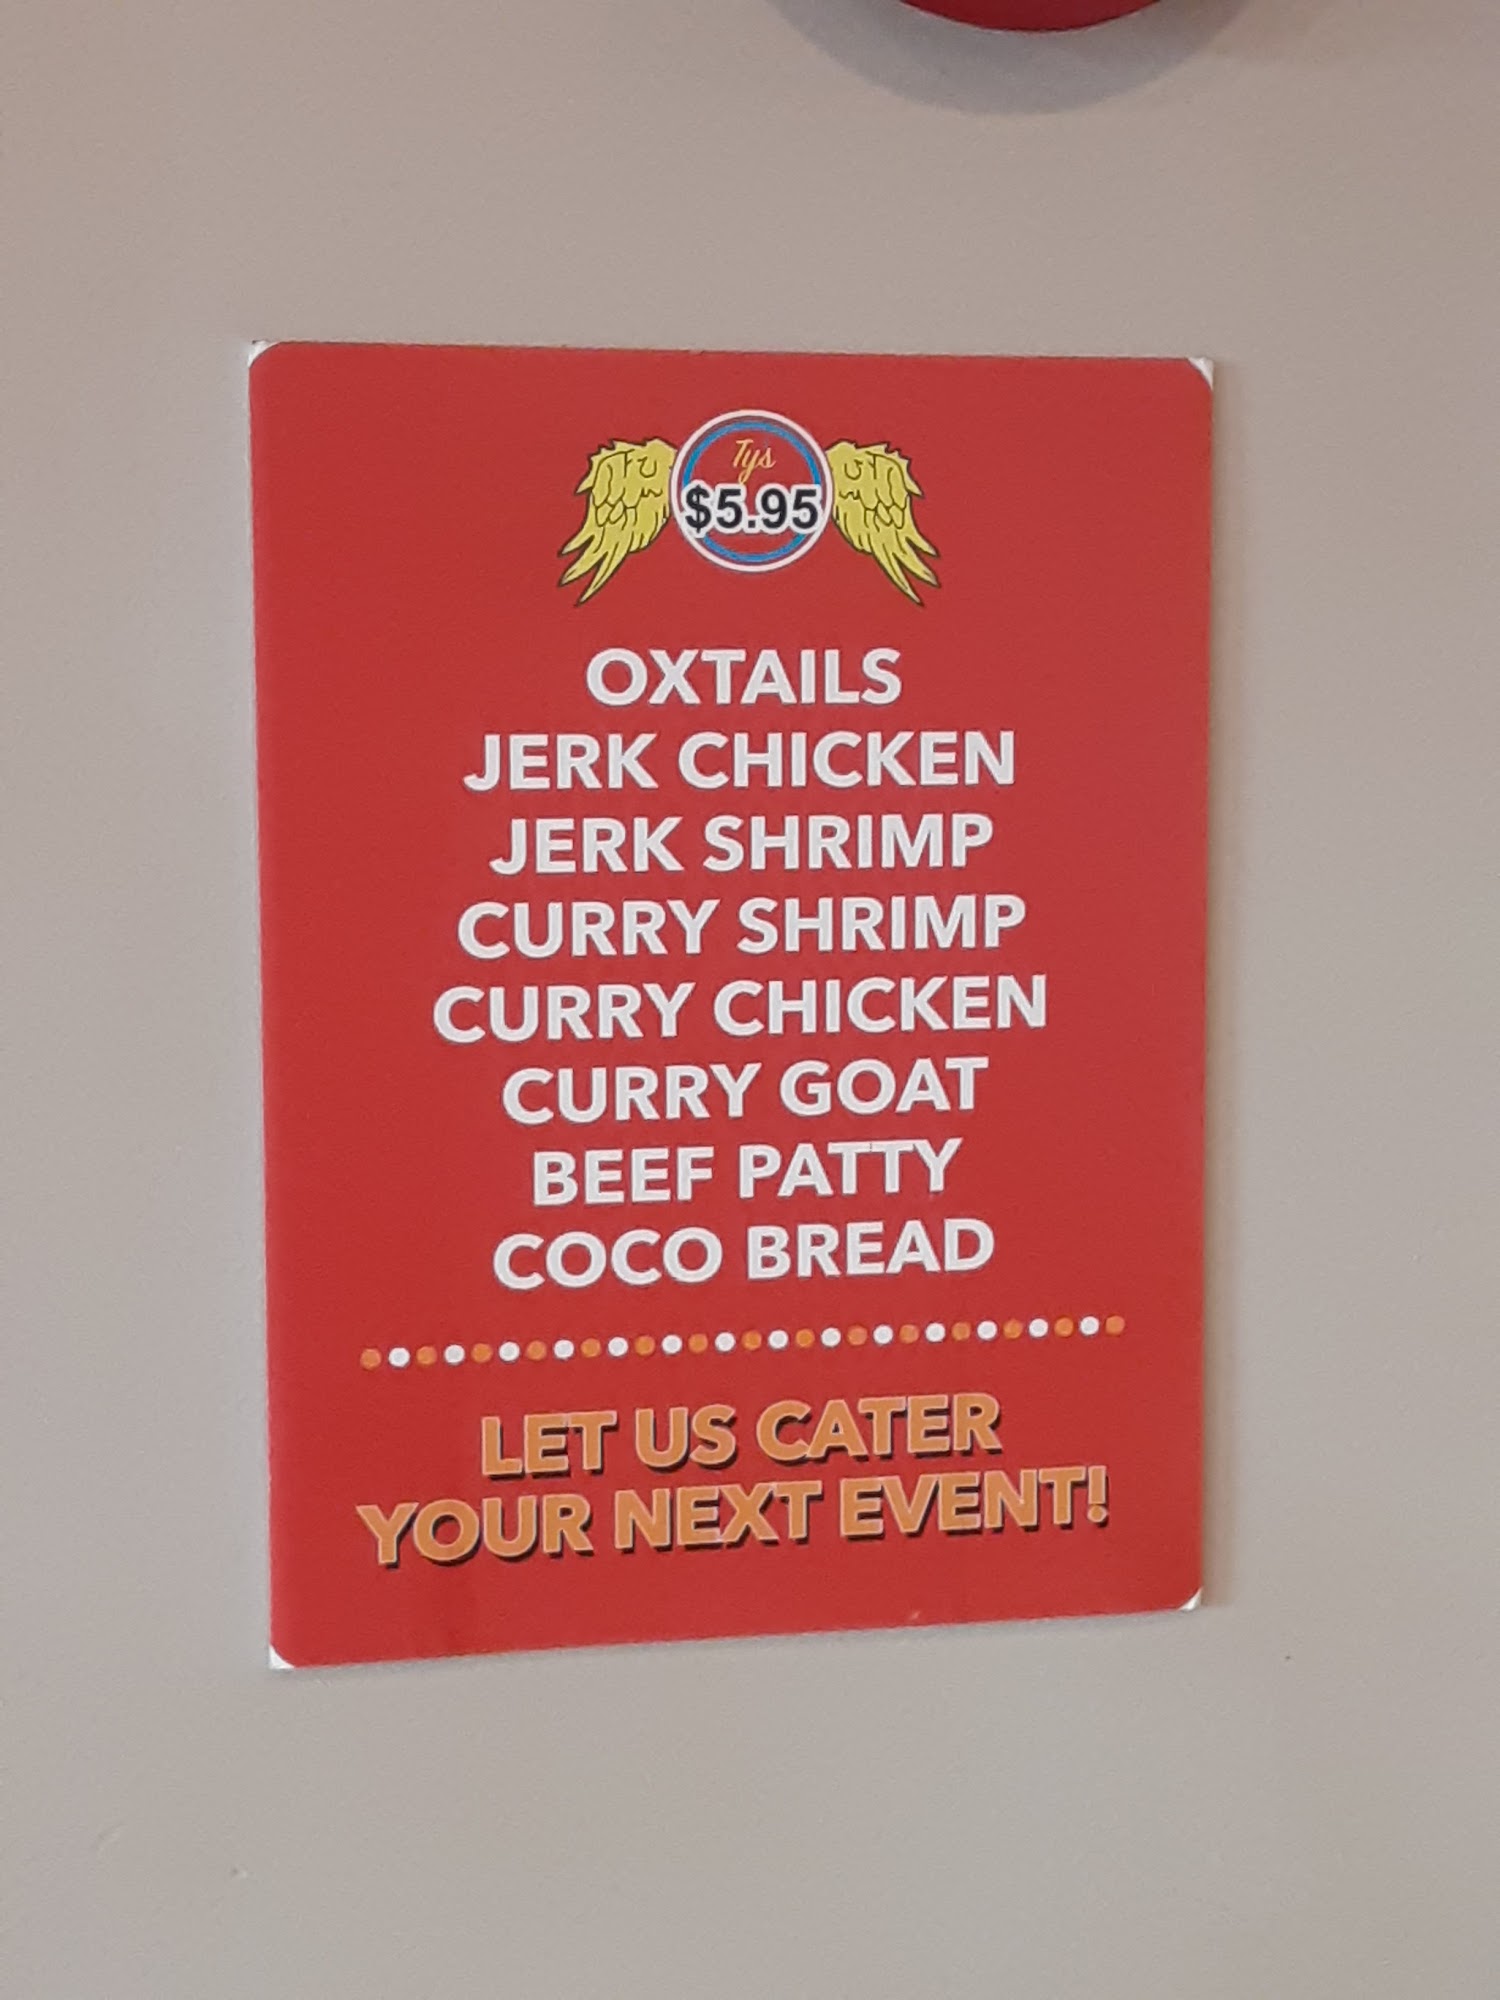 Ty's
$5.95
OXTAILS
JERK CHICKEN
JERK SHRIMP
CURRY SHRIMP
CURRY CHICKEN
CURRY GOAT
BEEF PATTY
COCO BREAD
LET US CATER
YOUR NEXT EVENT!